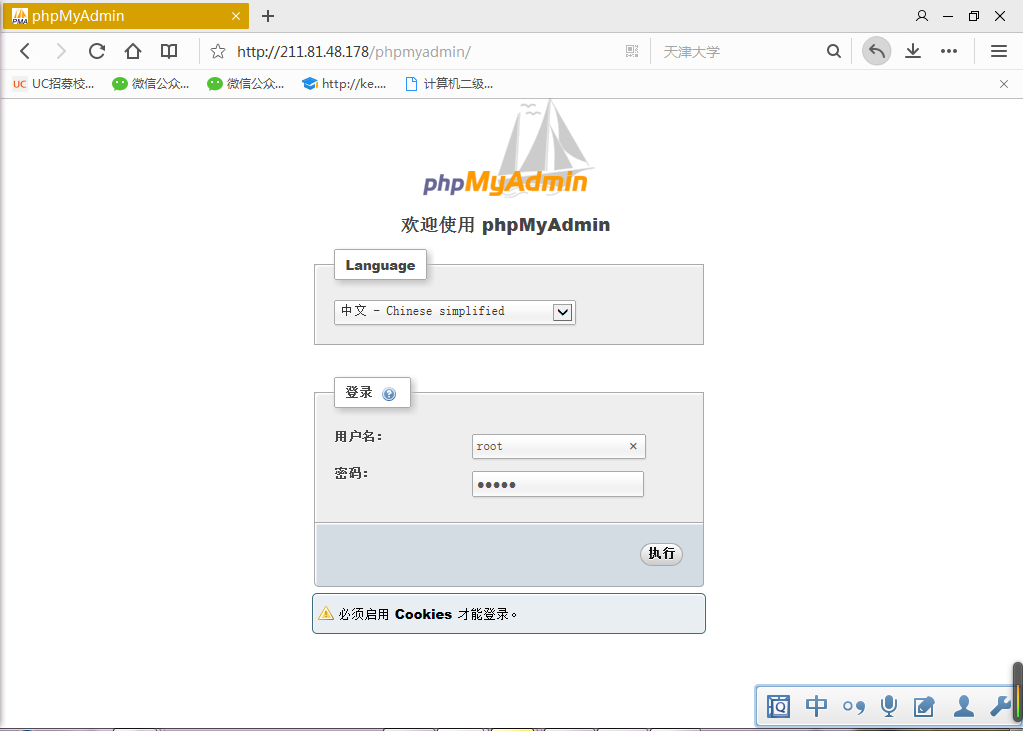 phpMyAdmin
http://211.81.48.178/phpmyadmin/
天津大学
UC招募校...
微信公众...
微信公众...
http://ke....
计算机二级...
phpMyAdmin
欢迎使用 phpMyAdmin
Language
中文 - Chinese simplified
登录
用户名:
root
密码:
执行
必须启用 Cookies 才能登录。
中